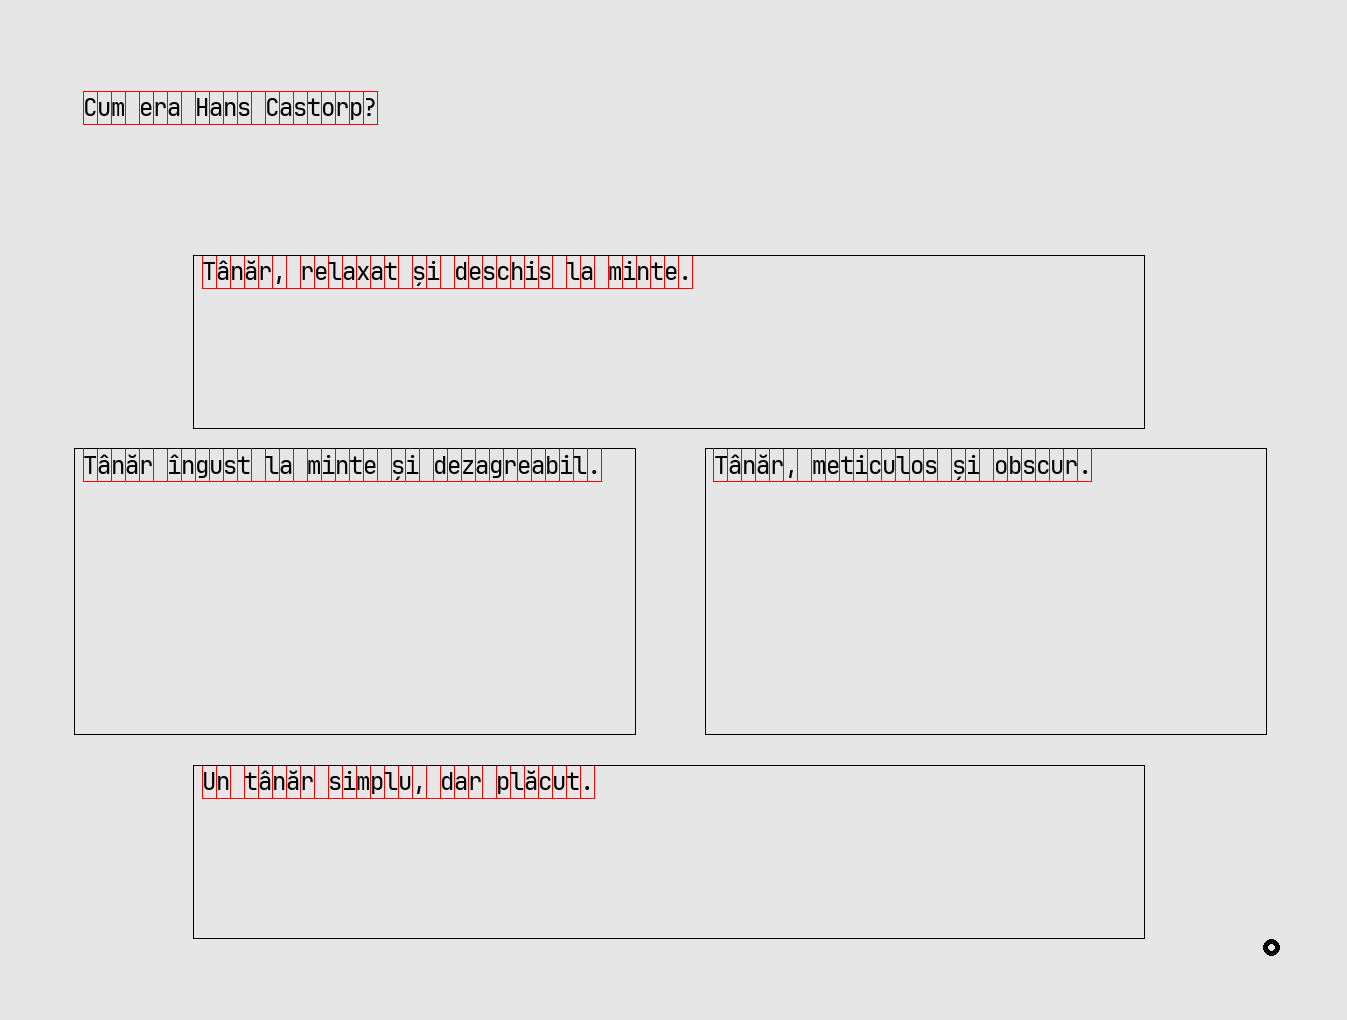 Cum era Hans Castorp?
Tânăr, relaxat și deschis la minte.
Tânăr îngust la minte și dezagreabil.
Tânăr, meticulos și obscur.
Un tânăr simplu, dar plăcut.